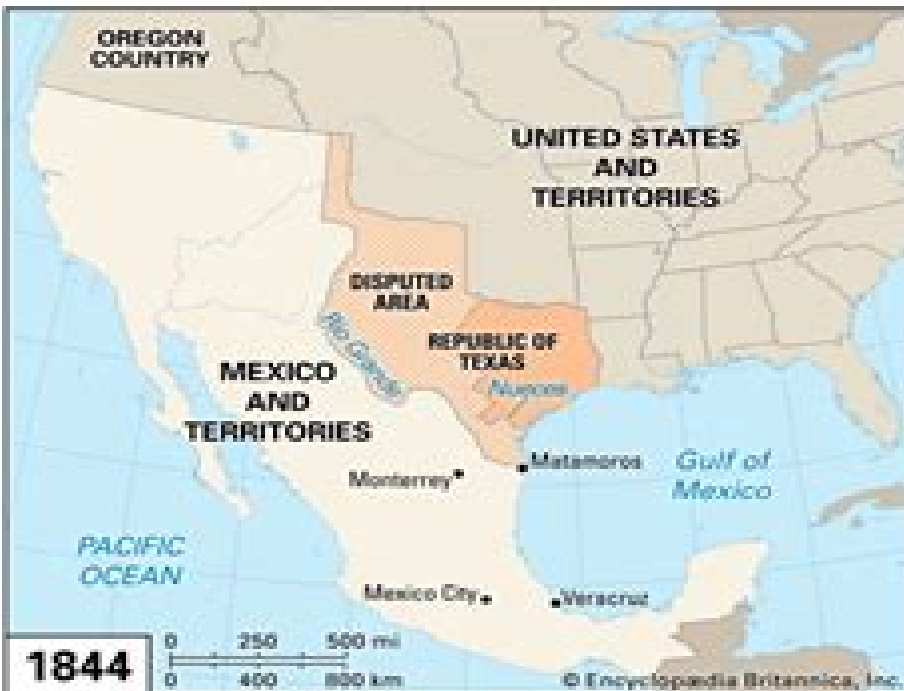 OREGON
COUNTRY
UNITED STATES
AND
TERRITORIES
DISPUTED
AREA
Rio Grande
REPUBLIC OF
TEXAS
Nueces
MEXICO
AND
TERRITORIES
Matamoros
Monterrey
Gulf of
Mexico
PACIFIC
OCEAN
Mexico City
Veracruz
1844
0 250 500 mi
0 400 800 km
© Encyclopædia Britannica, Inc.